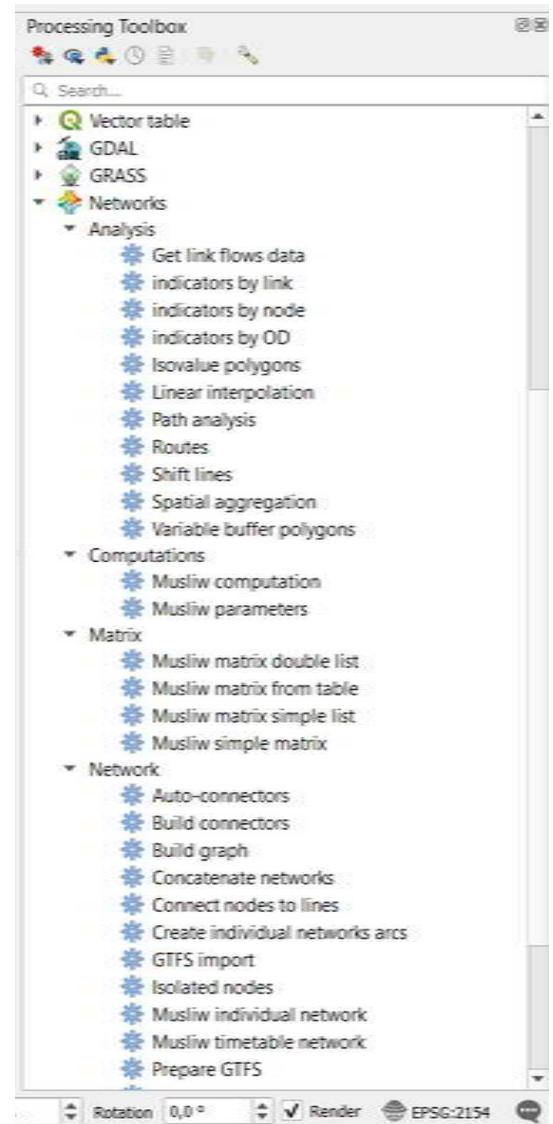 Processing Toolbox
Search...
Vector table
GDAL
GRASS
Networks
Analysis
Get link flows data
indicators by link
indicators by node
indicators by OD
Isovalue polygons
Linear interpolation
Path analysis
Routes
Shift lines
Spatial aggregation
Variable buffer polygons
Computations
Musliw computation
Musliw parameters
Matrix
Musliw matrix double list
Musliw matrix from table
Musliw matrix simple list
Musliw simple matrix
Network
Auto-connectors
Build connectors
Build graph
Concatenate networks
Connect nodes to lines
Create individual networks arcs
GTFS import
Isolated nodes
Musliw individual network
Musliw timetable network
Prepare GTFS
Rotation 0,0 ° Render EPSG:2154